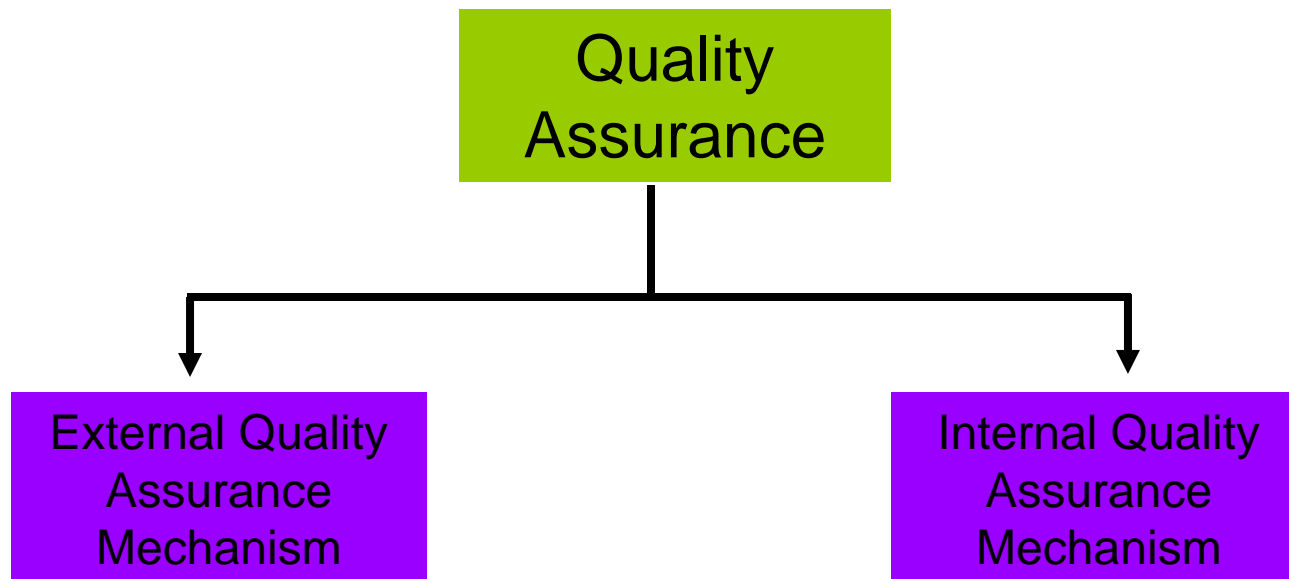 Quality
Assurance
External Quality
Assurance
Mechanism
Internal Quality
Assurance
Mechanism